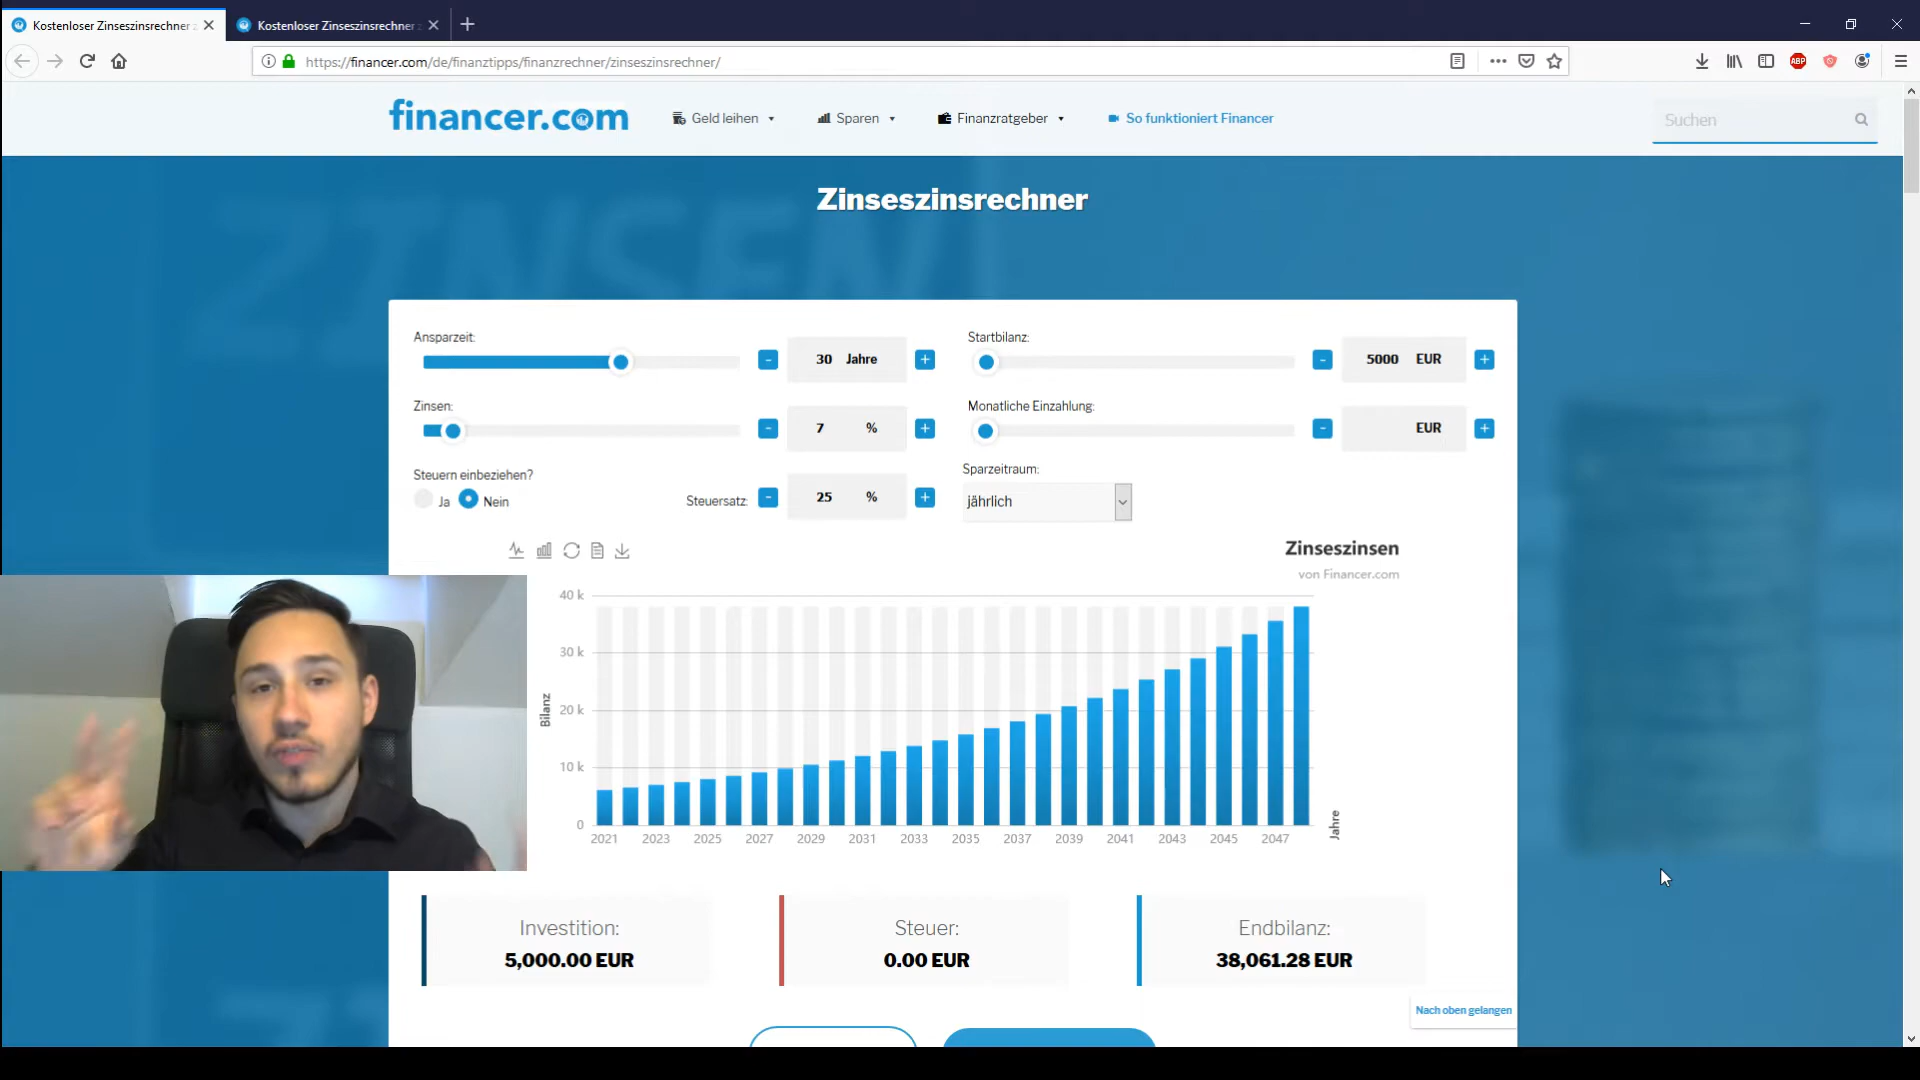 Kostenloser Zinseszinsrechner
Kostenloser Zinseszinsrechner
https://financer.com/de/finanztipps/finanzrechner/zinseszinsrechner/
ABP
financer.com
Geld leihen
Sparen
Finanzratgeber
So funktioniert Financer
Suchen
ZINSEN
Zinseszinsrechner
Ansparzeit:
- 30 Jahre +
Startbilanz:
- 5000 EUR +
Zinsen:
- 7 % +
Monatliche Einzahlung:
- EUR +
Steuern einbeziehen?
Ja Nein
Steuersatz: - 25 % +
Sparzeitraum:
jährlich
Zinseszinsen
von Financer.com
40 k
30 k
20 k
10 k
0
Bilanz
2021 2023 2025 2027 2029 2031 2033 2035 2037 2039 2041 2043 2045 2047
Jahre
Investition:
5,000.00 EUR
Steuer:
0.00 EUR
Endbilanz:
38,061.28 EUR
Nach oben gelangen